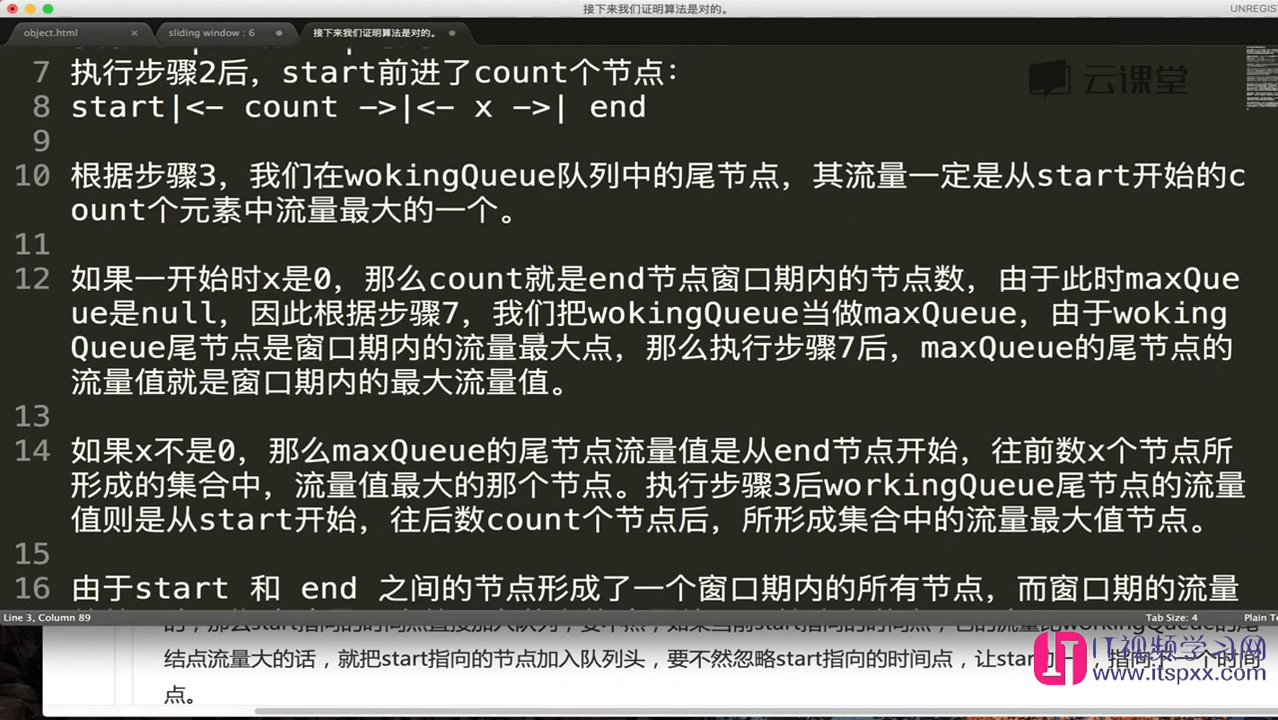 接下来我们证明算法是对的。
UNREGIS
object.html
sliding window : 6
接下来我们证明算法是对的。
云课堂
7 执行步骤2后，start前进了count个节点：
8 start|<— count —>|<— x —>| end
9
10 根据步骤3，我们在wokingQueue队列中的尾节点，其流量一定是从start开始的c
ount个元素中流量最大的一个。
11
12 如果一开始时x是0，那么count就是end节点窗口期内的节点数，由于此时maxQue
ue是null，因此根据步骤7，我们把wokingQueue当做maxQueue，由于woking
Queue尾节点是窗口期内的流量最大点，那么执行步骤7后，maxQueue的尾节点的
流量值就是窗口期内的最大流量值。
13
14 如果x不是0，那么maxQueue的尾节点流量值是从end节点开始，往前数x个节点所
形成的集合中，流量值最大的那个节点。执行步骤3后workingQueue尾节点的流量
值则是从start开始，往后数count个节点后，所形成集合中的流量最大值节点。
15
16 由于start 和 end 之间的节点形成了一个窗口期内的所有节点，而窗口期的流量
Line 3, Column 89
Tab Size: 4
Plain Te
结点流量大的话，就把start指向的节点加入队列头，要不然忽略start指向的时间点，让start加一，指向下一个时间
点。
IT视频学习网
www.itspxx.com